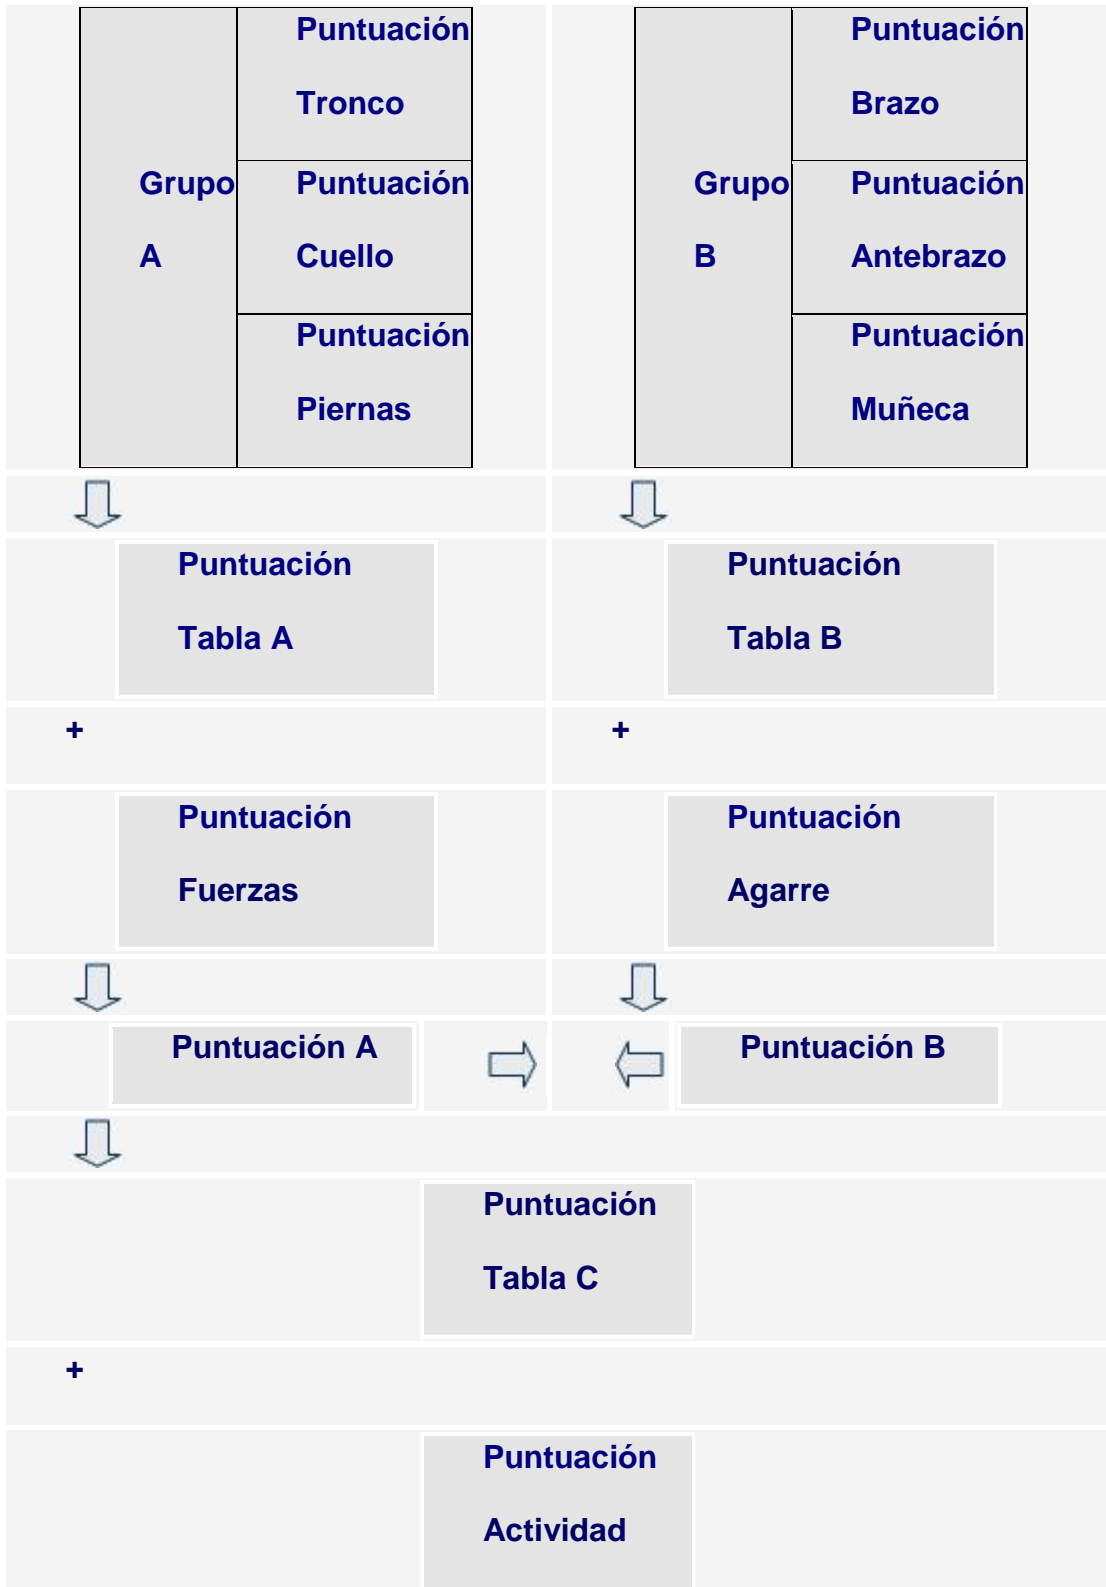 Grupo
A
Puntuación
Tronco
Puntuación
Cuello
Puntuación
Piernas
Grupo
B
Puntuación
Brazo
Puntuación
Antebrazo
Puntuación
Muñeca
Puntuación
Tabla A
Puntuación
Tabla B
+
+
Puntuación
Fuerzas
Puntuación
Agarre
Puntuación A
Puntuación B
Puntuación
Tabla C
+
Puntuación
Actividad